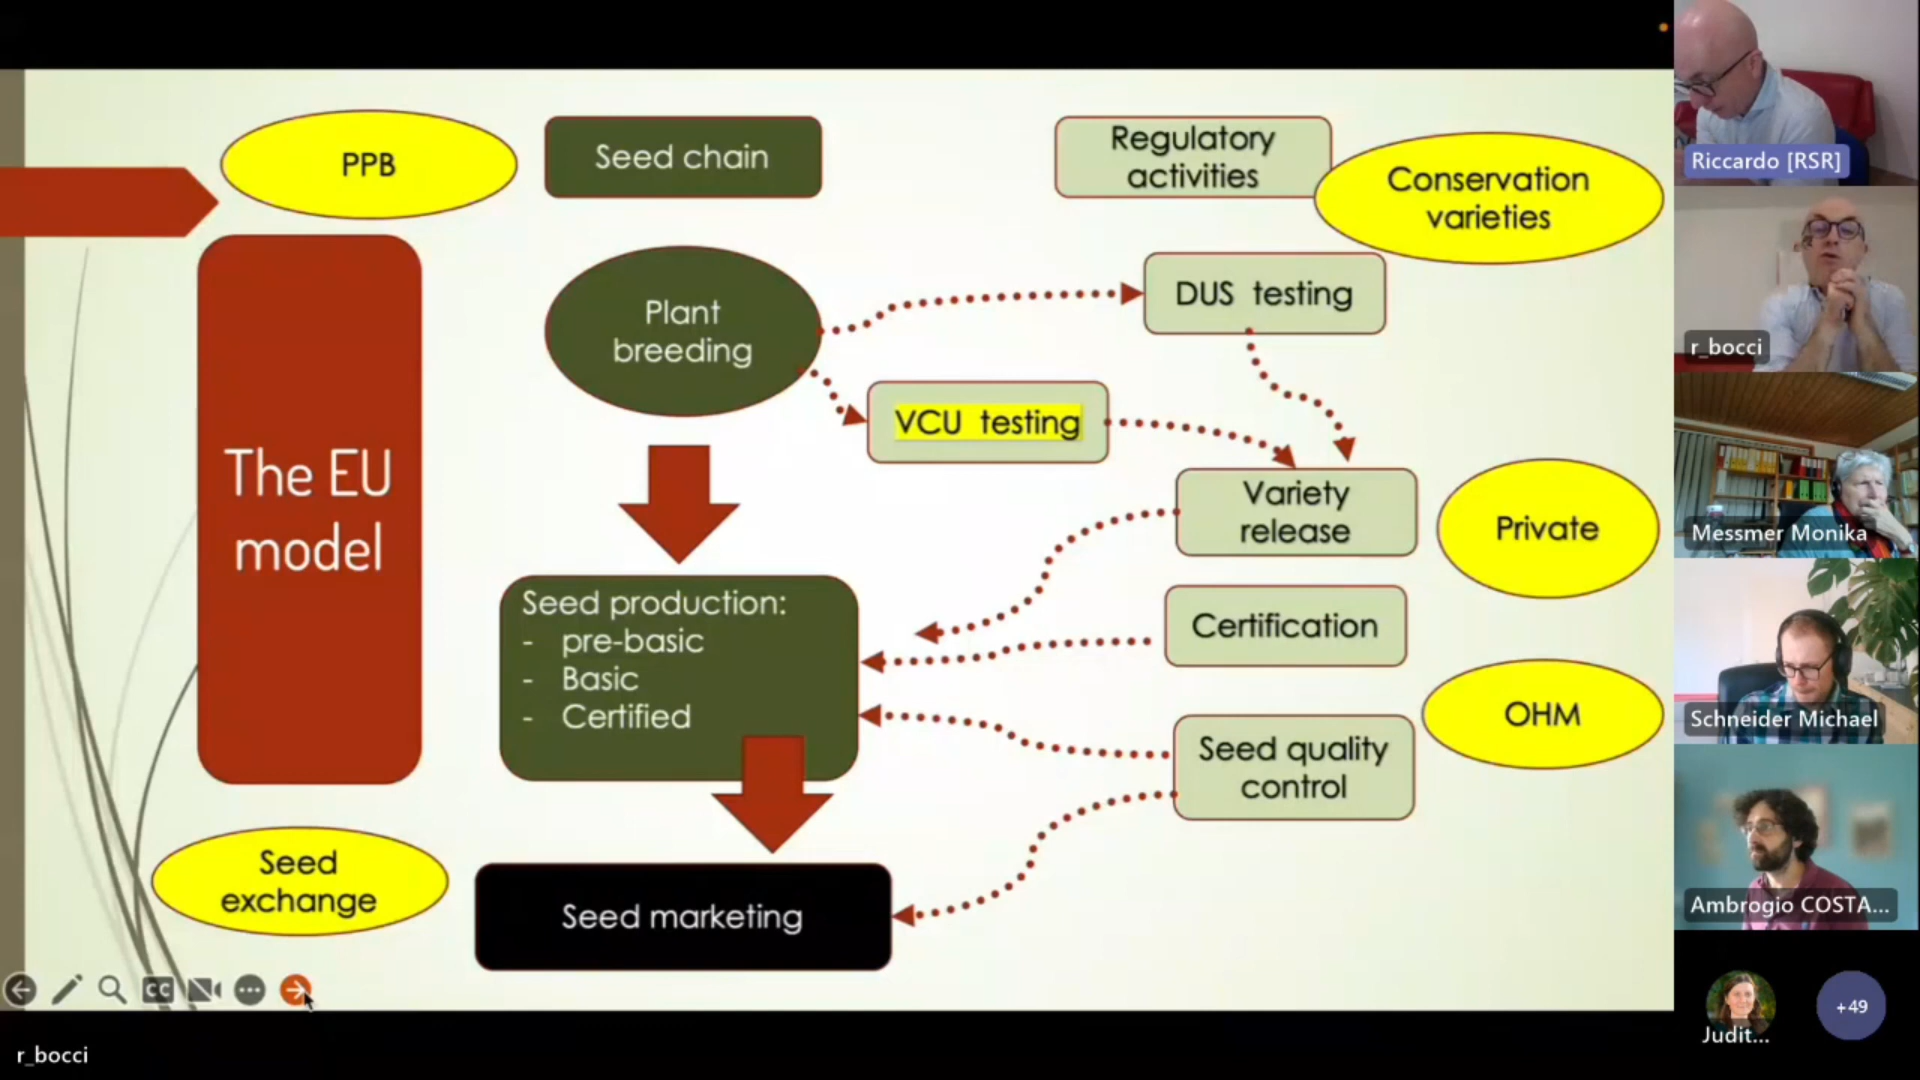 PPB
Seed chain
Regulatory
activities
Conservation
varieties
Plant
breeding
DUS testing
VCU testing
The EU
model
Variety
release
Private
Seed production:
- pre-basic
- Basic
- Certified
Certification
OHM
Seed quality
control
Seed
exchange
Seed marketing
CC
r_bocci
Riccardo [RSR]
r_bocci
Messmer Monika
Schneider Michael
Ambrogio COSTA...
Judit...
+49